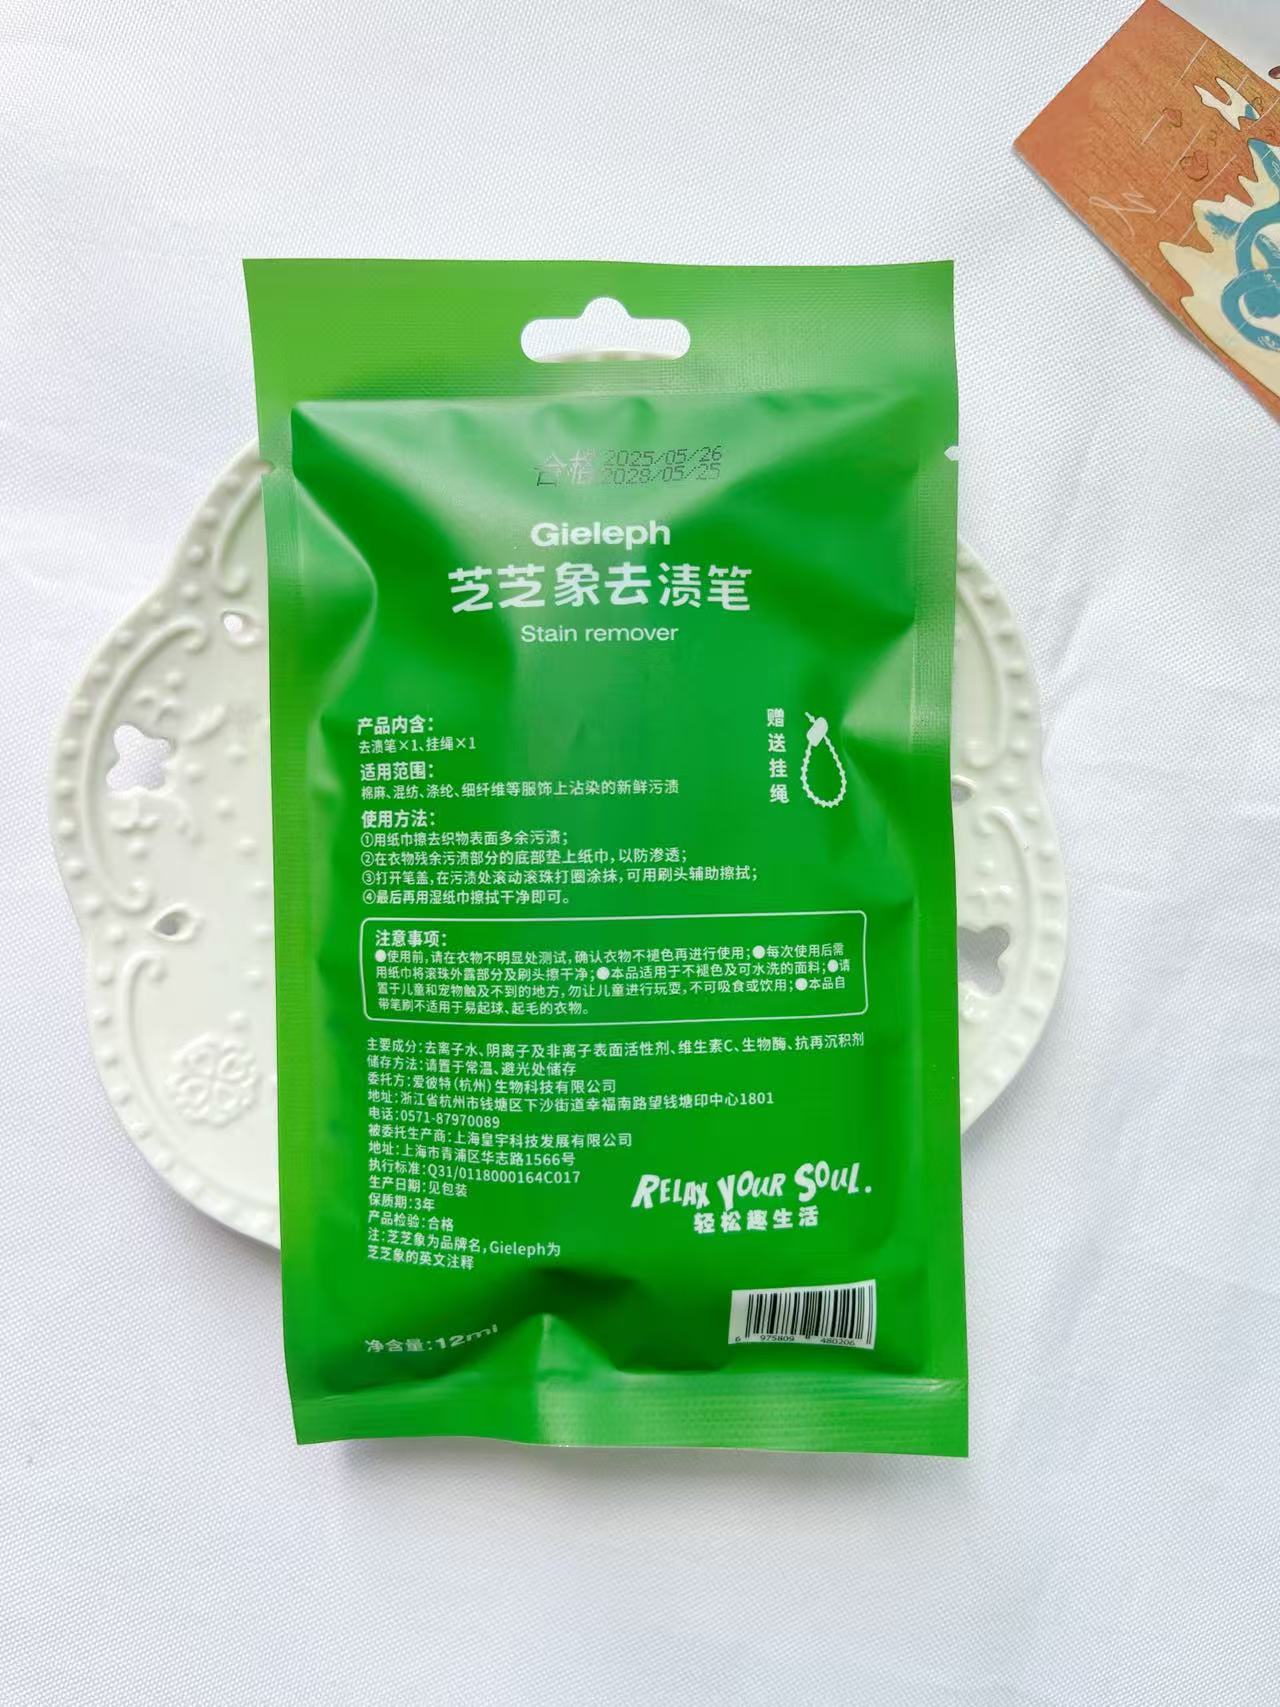 合格 2025/05/26
2028/05/25
Gieleph
芝芝象去渍笔
Stain remover
赠送挂绳
产品内含：
去渍笔×1、挂绳×1
适用范围：
棉麻、混纺、涤纶、细纤维等服饰上沾染的新鲜污渍
使用方法：
①用纸巾擦去织物表面多余污渍；
②在衣物残余污渍部分的底部垫上纸巾，以防渗透；
③打开笔盖，在污渍处滚动滚珠打圈涂抹，可用刷头辅助擦拭；
④最后再用湿纸巾擦拭干净即可。
注意事项：
●使用前，请在衣物不明显处测试，确认衣物不褪色再进行使用；●每次使用后需
用纸巾将滚珠外露部分及刷头擦干净；●本品适用于不褪色及可水洗的面料；●请
置于儿童和宠物触及不到的地方，勿让儿童进行玩耍，不可吸食或饮用；●本品自
带笔刷不适用于易起球、起毛的衣物。
主要成分：去离子水、阴离子及非离子表面活性剂、维生素C、生物酶、抗再沉积剂
储存方法：请置于常温、避光处储存
委托方：爱彼特（杭州）生物科技有限公司
地址：浙江省杭州市钱塘区下沙街道幸福南路望钱塘印中心1801
电话：0571-87970089
被委托生产商：上海皇宇科技发展有限公司
地址：上海市青浦区华志路1566号
执行标准：Q31/0118000164C017
生产日期：见包装
保质期：3年
产品检验：合格
注：芝芝象为品牌名，Gieleph为
芝芝象的英文注释
RELAX YOUR SOUL.
轻松趣生活
净含量：12ml
6 975809 480206